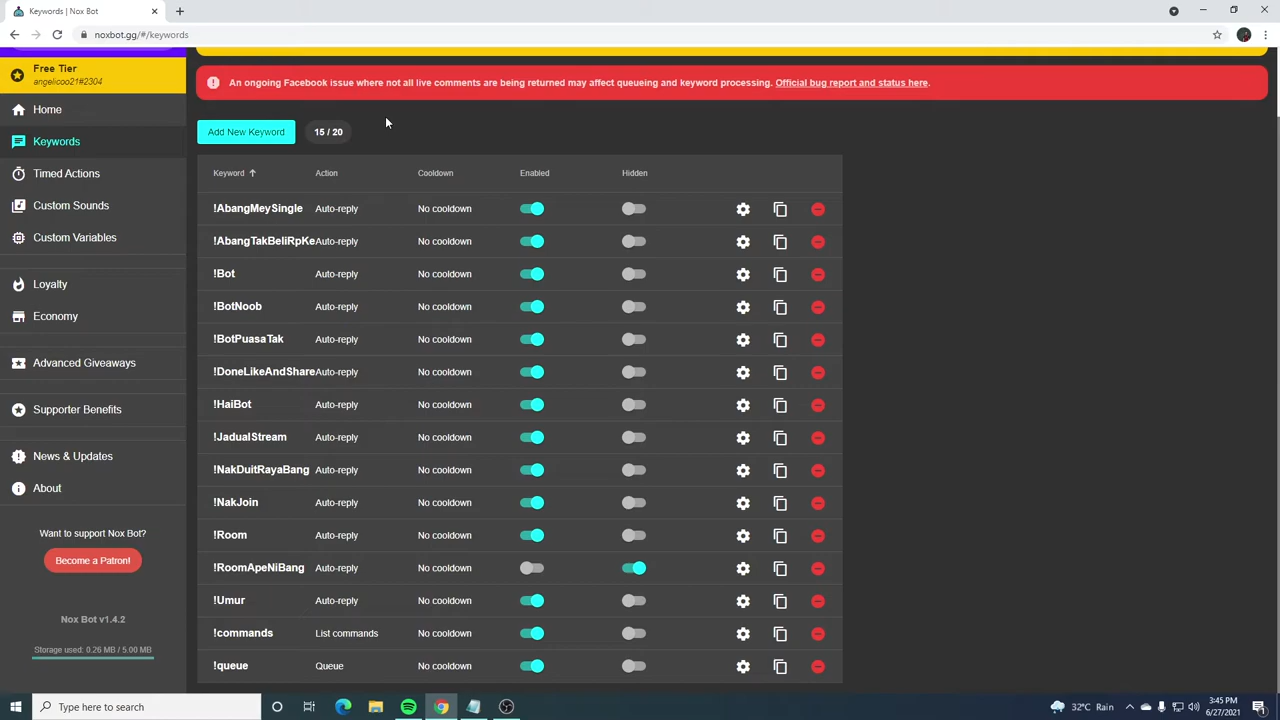 Keywords | Nox Bot
noxbot.gg/#/keywords
Free Tier
angelicoo21#2304
Home
Keywords
Timed Actions
Custom Sounds
Custom Variables
Loyalty
Economy
Advanced Giveaways
Supporter Benefits
News & Updates
About
Want to support Nox Bot?
Become a Patron!
Nox Bot v1.4.2
Storage used: 0.26 MB / 5.00 MB
An ongoing Facebook issue where not all live comments are being returned may affect queueing and keyword processing. Official bug report and status here.
Add New Keyword 15 / 20
Keyword Action Cooldown Enabled Hidden
!AbangMeySingle Auto-reply No cooldown
!AbangTakBeliRpKe Auto-reply No cooldown
!Bot Auto-reply No cooldown
!BotNoob Auto-reply No cooldown
!BotPuasaTak Auto-reply No cooldown
!DoneLikeAndShare Auto-reply No cooldown
!HaiBot Auto-reply No cooldown
!JadualStream Auto-reply No cooldown
!NakDuitRayaBang Auto-reply No cooldown
!NakJoin Auto-reply No cooldown
!Room Auto-reply No cooldown
!RoomApeNiBang Auto-reply No cooldown
!Umur Auto-reply No cooldown
!commands List commands No cooldown
!queue Queue No cooldown
Type here to search
32°C Rain
3:45 PM
6/27/2021
1